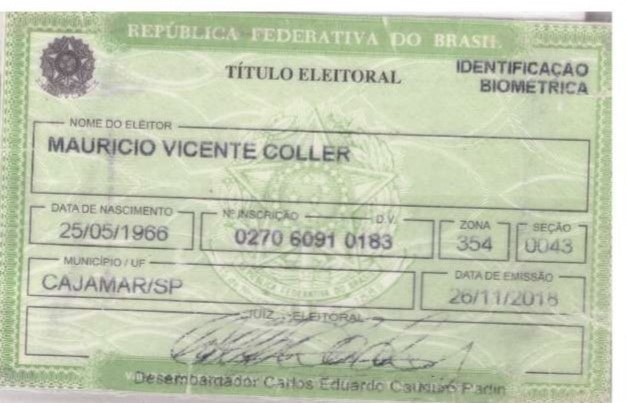 REPÚBLICA FEDERATIVA DO BRASIL
TÍTULO ELEITORAL
IDENTIFICAÇÃO
BIOMÉTRICA
NOME DO ELEITOR
MAURICIO VICENTE COLLER
DATA DE NASCIMENTO Nº INSCRIÇÃO D.V. ZONA SEÇÃO
25/05/1966 0270 6091 0183 354 0043
MUNICÍPIO / UF DATA DE EMISSÃO
CAJAMAR/SP 26/11/2018
JUIZ ELEITORAL
Desembargador Carlos Eduardo Padin